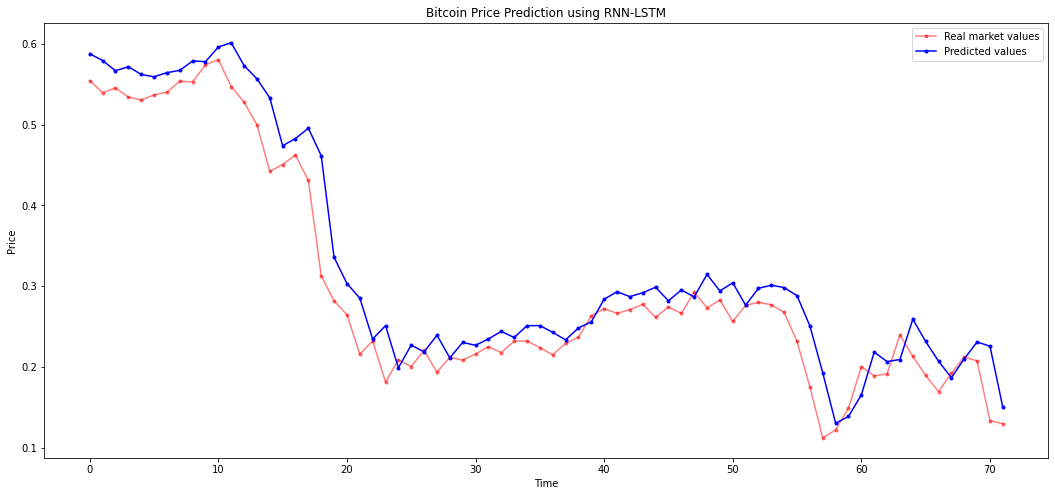 Bitcoin Price Prediction using RNN-LSTM
Real market values
Predicted values
0.6
0.5
0.4
0.3
0.2
0.1
Price
0 10 20 30 40 50 60 70
Time